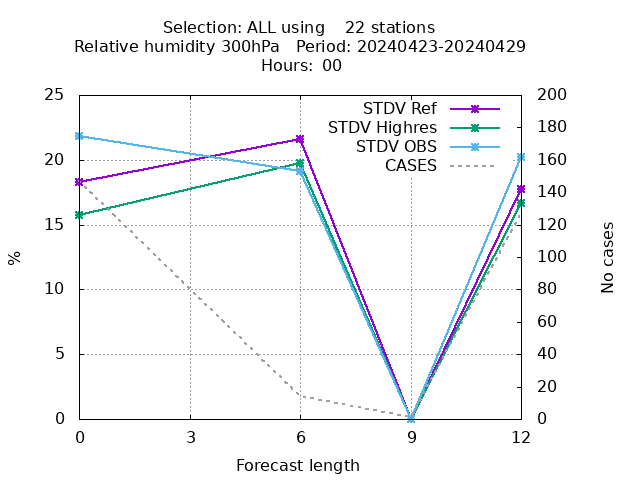 Selection: ALL using    22 stations
Relative humidity 300hPa   Period: 20240423-20240429
Hours:  00
25
20
15
10
5
0
%
200
180
160
140
120
100
80
60
40
20
0
No cases
STDV Ref
STDV Highres
STDV OBS
CASES
0 3 6 9 12
Forecast length